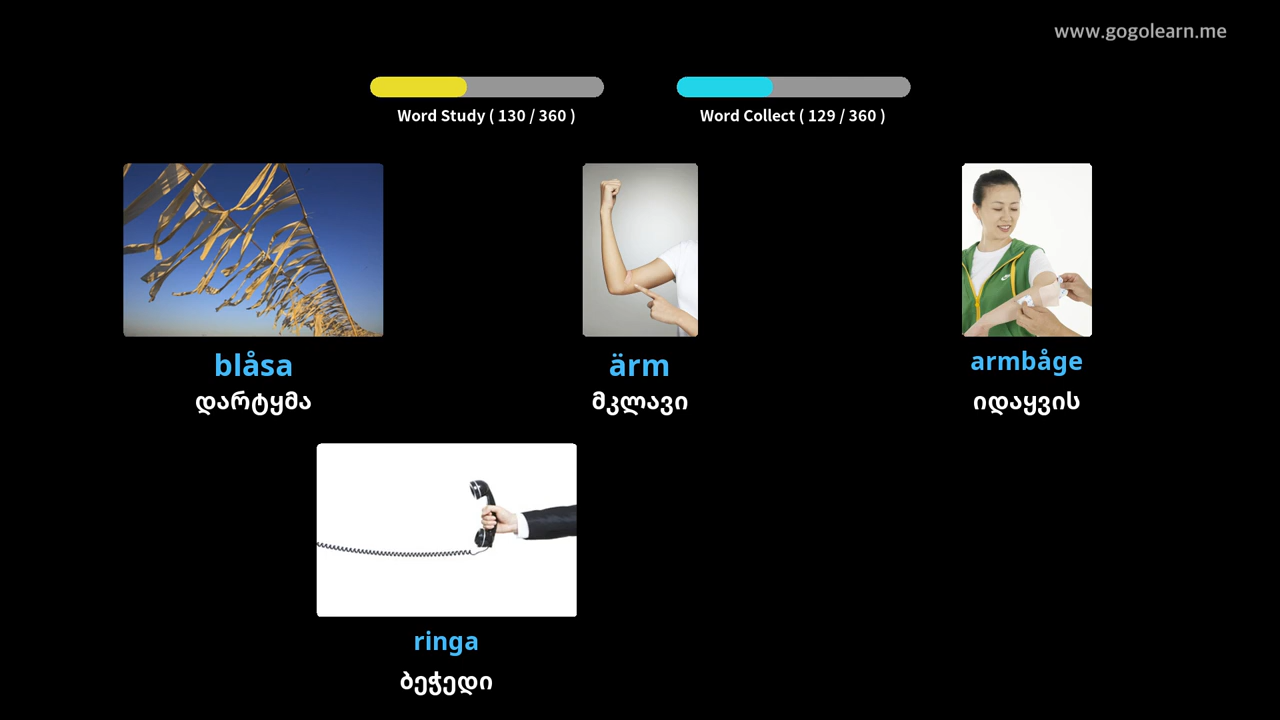 www.gogolearn.me
Word Study ( 130 / 360 )
Word Collect ( 129 / 360 )
blåsa
დარტყმა
ärm
მკლავი
armbåge
იდაყვის
ringa
ბეჭედი